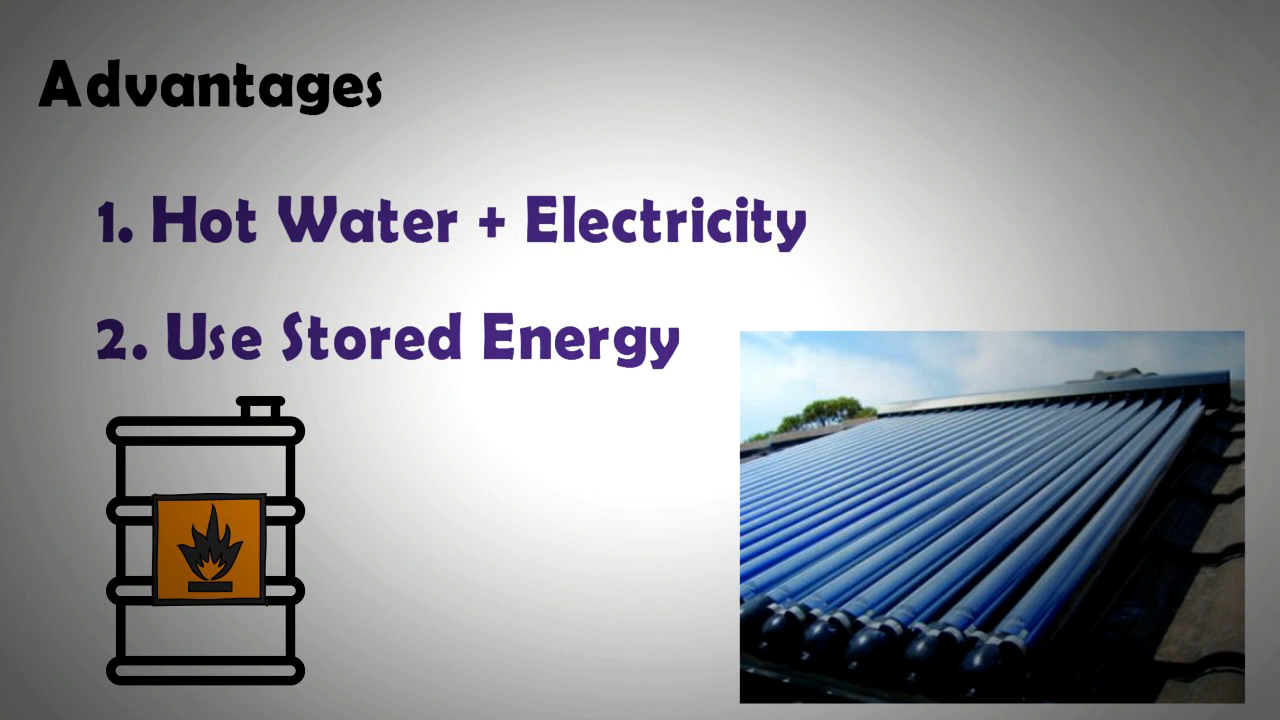 Advantages
1. Hot Water + Electricity
2. Use Stored Energy